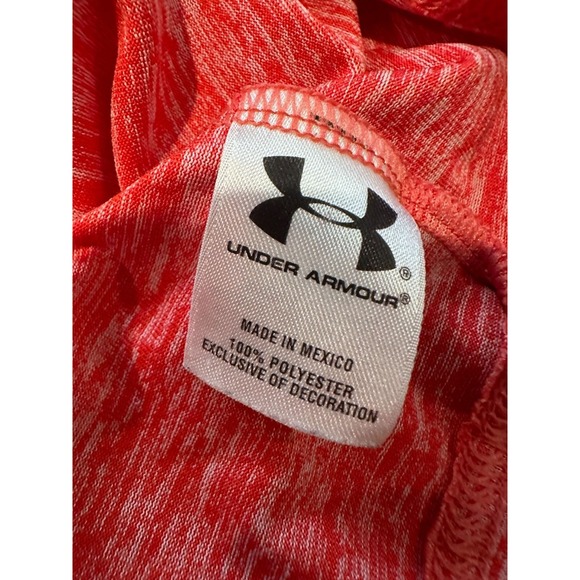 ®
UNDER ARMOUR®
MADE IN MEXICO
100% POLYESTER
EXCLUSIVE OF DECORATION